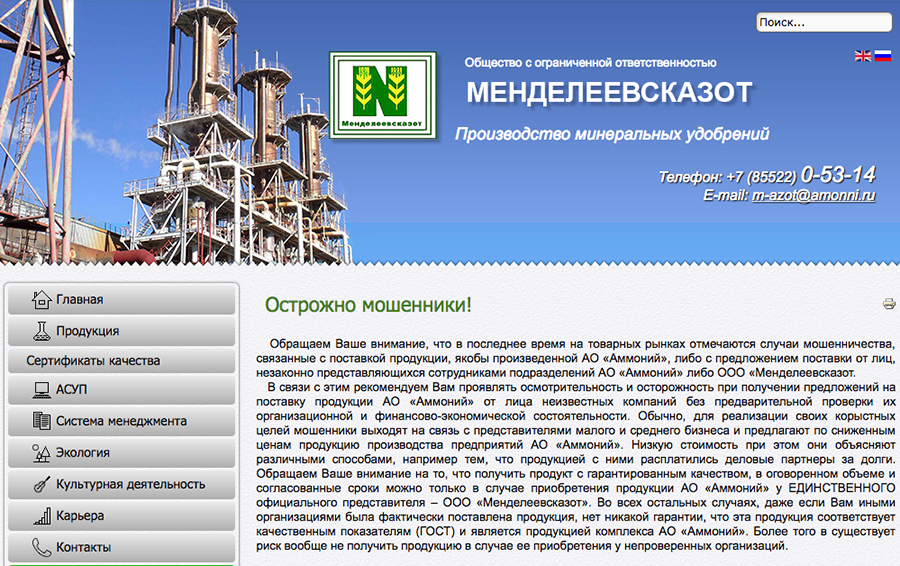 Поиск...
Общество с ограниченной ответственностью
МЕНДЕЛЕЕВСКАЗОТ
N
Менделеевсказот
Производство минеральных удобрений
Телефон: +7 (85522) 0-53-14
E-mail: m-azot@amonni.ru
Главная
Продукция
Сертификаты качества
АСУП
Система менеджмента
Экология
Культурная деятельность
Карьера
Контакты
Острожно мошенники!
Обращаем Ваше внимание, что в последнее время на товарных рынках отмечаются случаи мошенничества,
связанные с поставкой продукции, якобы произведенной АО «Аммоний», либо с предложением поставки от лиц,
незаконно представляющихся сотрудниками подразделений АО «Аммоний» либо ООО «Менделеевсказот.
В связи с этим рекомендуем Вам проявлять осмотрительность и осторожность при получении предложений на
поставку продукции АО «Аммоний» от лица неизвестных компаний без предварительной проверки их
организационной и финансово-экономической состоятельности. Обычно, для реализации своих корыстных
целей мошенники выходят на связь с представителями малого и среднего бизнеса и предлагают по сниженным
ценам продукцию производства предприятий АО «Аммоний». Низкую стоимость при этом они объясняют
различными способами, например тем, что продукцией с ними расплатились деловые партнеры за долги.
Обращаем Ваше внимание на то, что получить продукт с гарантированным качеством, в оговоренном объеме и
согласованные сроки можно только в случае приобретения продукции АО «Аммоний» у ЕДИНСТВЕННОГО
официального представителя – ООО «Менделеевсказот». Во всех остальных случаях, даже если Вам иными
организациями была фактически поставлена продукция, нет никакой гарантии, что эта продукция соответствует
качественным показателям (ГОСТ) и является продукцией комплекса АО «Аммоний». Более того в существует
риск вообще не получить продукцию в случае ее приобретения у непроверенных организаций.